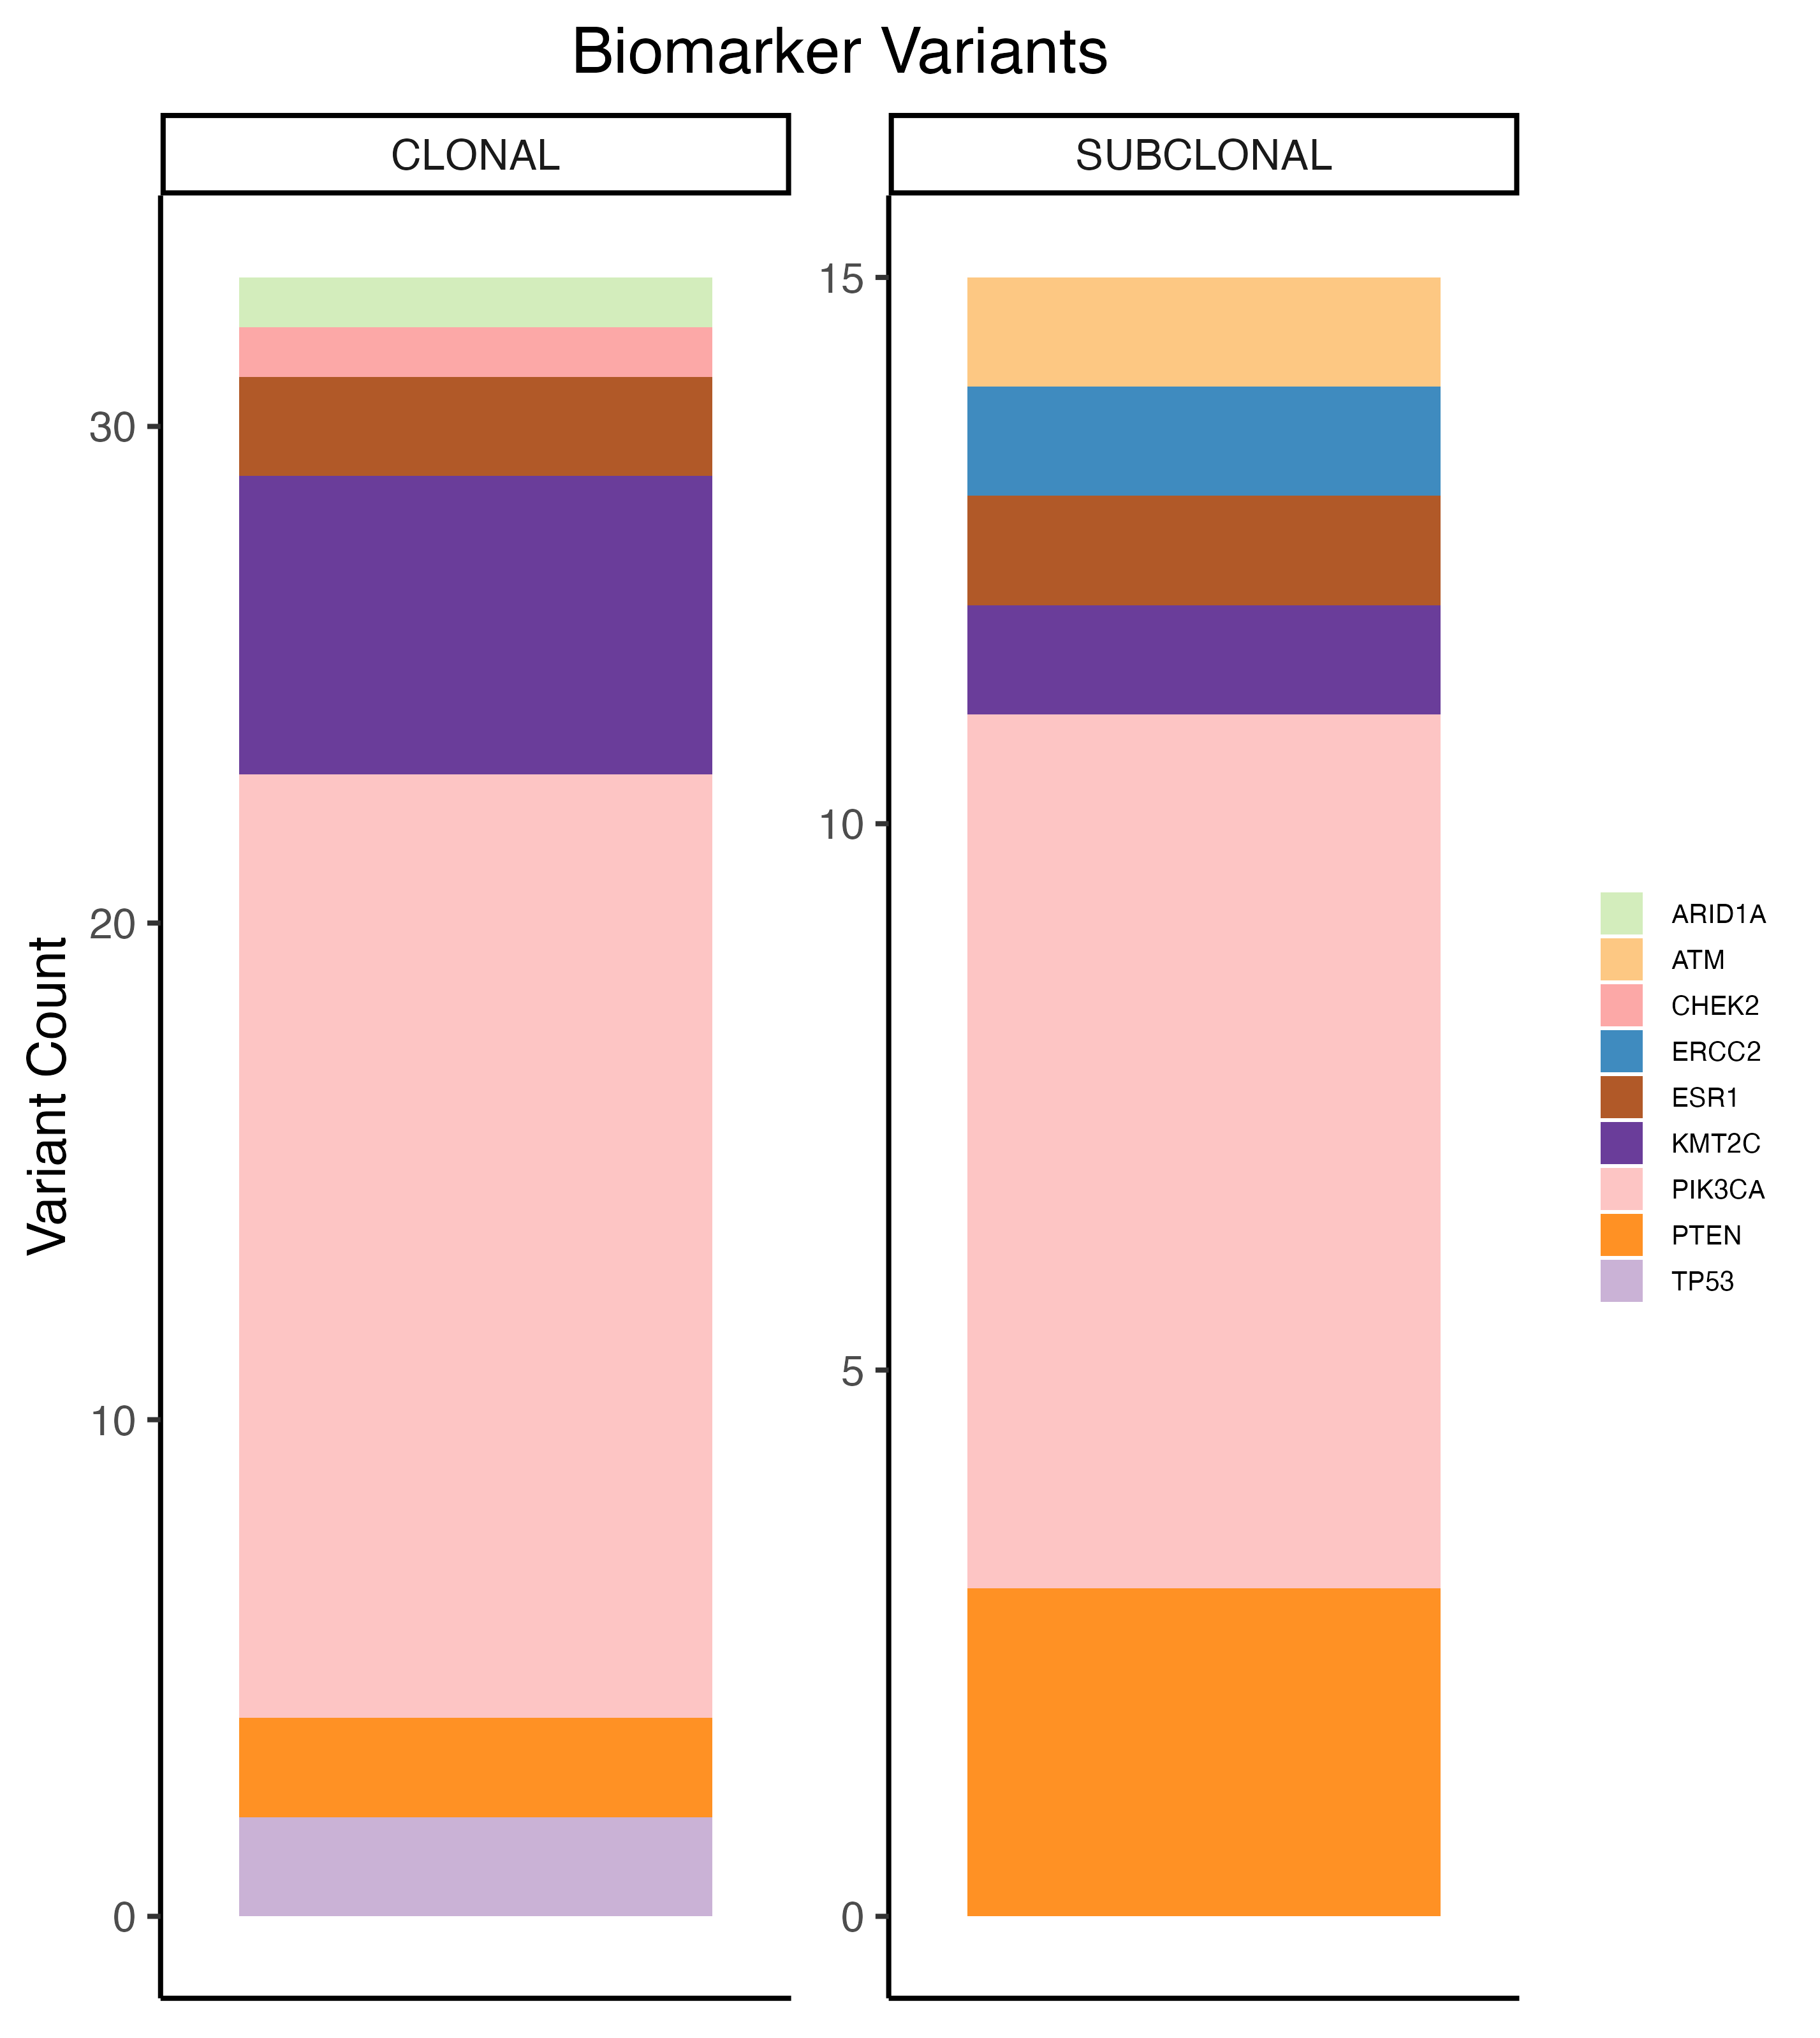 Biomarker Variants
CLONAL
SUBCLONAL
Variant Count
30
20
10
0
15
10
5
0
ARID1A
ATM
CHEK2
ERCC2
ESR1
KMT2C
PIK3CA
PTEN
TP53